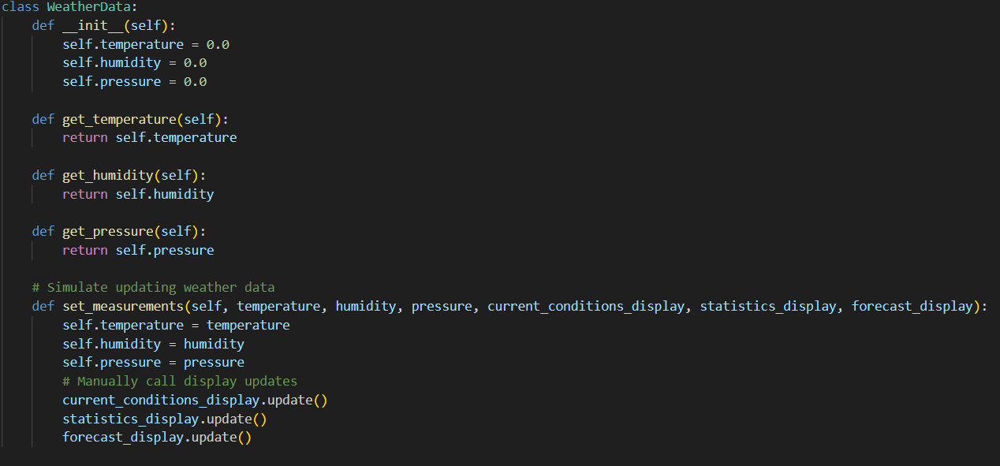 class WeatherData:
    def __init__(self):
        self.temperature = 0.0
        self.humidity = 0.0
        self.pressure = 0.0

    def get_temperature(self):
        return self.temperature

    def get_humidity(self):
        return self.humidity

    def get_pressure(self):
        return self.pressure

    # Simulate updating weather data
    def set_measurements(self, temperature, humidity, pressure, current_conditions_display, statistics_display, forecast_display):
        self.temperature = temperature
        self.humidity = humidity
        self.pressure = pressure
        # Manually call display updates
        current_conditions_display.update()
        statistics_display.update()
        forecast_display.update()